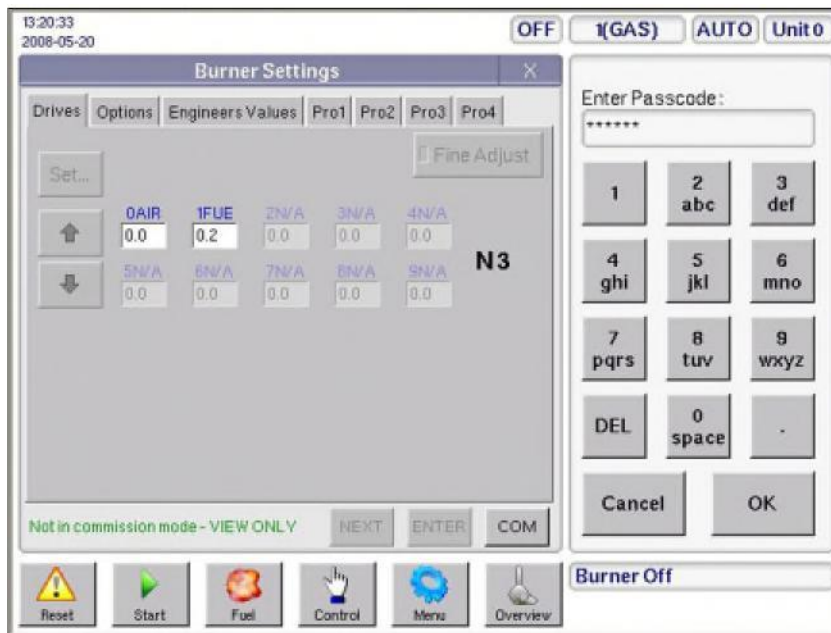 13:20:33
2008-05-20
OFF
1(GAS)
AUTO
Unit 0
Burner Settings
X
Drives
Options
Engineers Values
Pro1
Pro2
Pro3
Pro4
Set...
Fine Adjust
0AIR 1FUE 2N/A 3N/A 4N/A
0.0 0.2 0.0 0.0 0.0
5N/A 6N/A 7N/A 8N/A 9N/A
0.0 0.0 0.0 0.0 0.0
N3
Not in commission mode - VIEW ONLY
NEXT
ENTER
COM
Enter Passcode:
******
1
2
abc
3
def
4
ghi
5
jkl
6
mno
7
pqrs
8
tuv
9
wxyz
DEL
0
space
.
Cancel
OK
Reset
Start
Fuel
Control
Menu
Overview
Burner Off